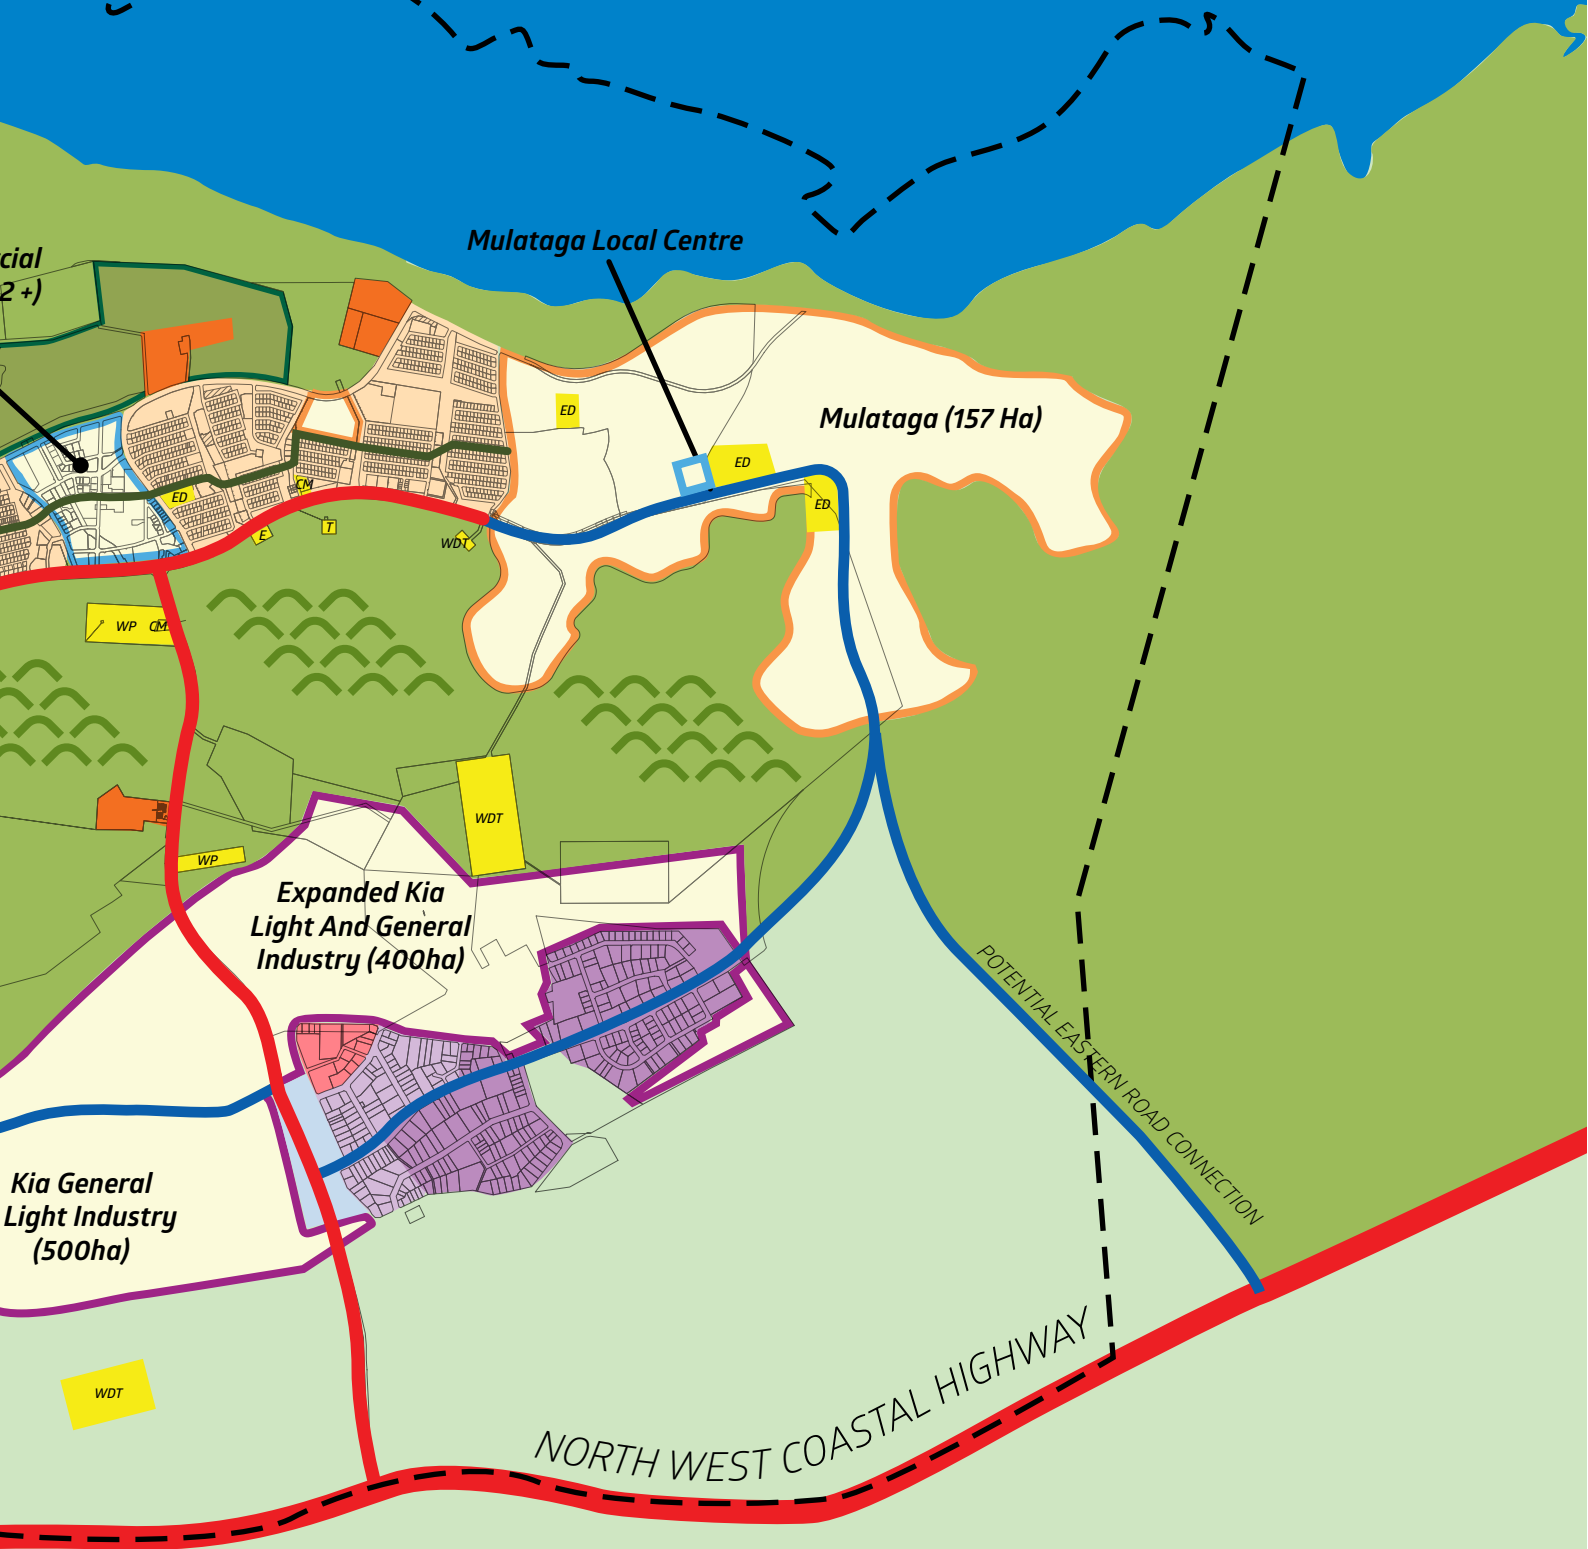 cial
2 +)
Mulataga Local Centre
Mulataga (157 Ha)
ED
ED
ED
ED
CM
E
T
WDT
WP
CM
WDT
WP
Expanded Kia
Light And General
Industry (400ha)
POTENTIAL EASTERN ROAD CONNECTION
Kia General
Light Industry
(500ha)
WDT
NORTH WEST COASTAL HIGHWAY